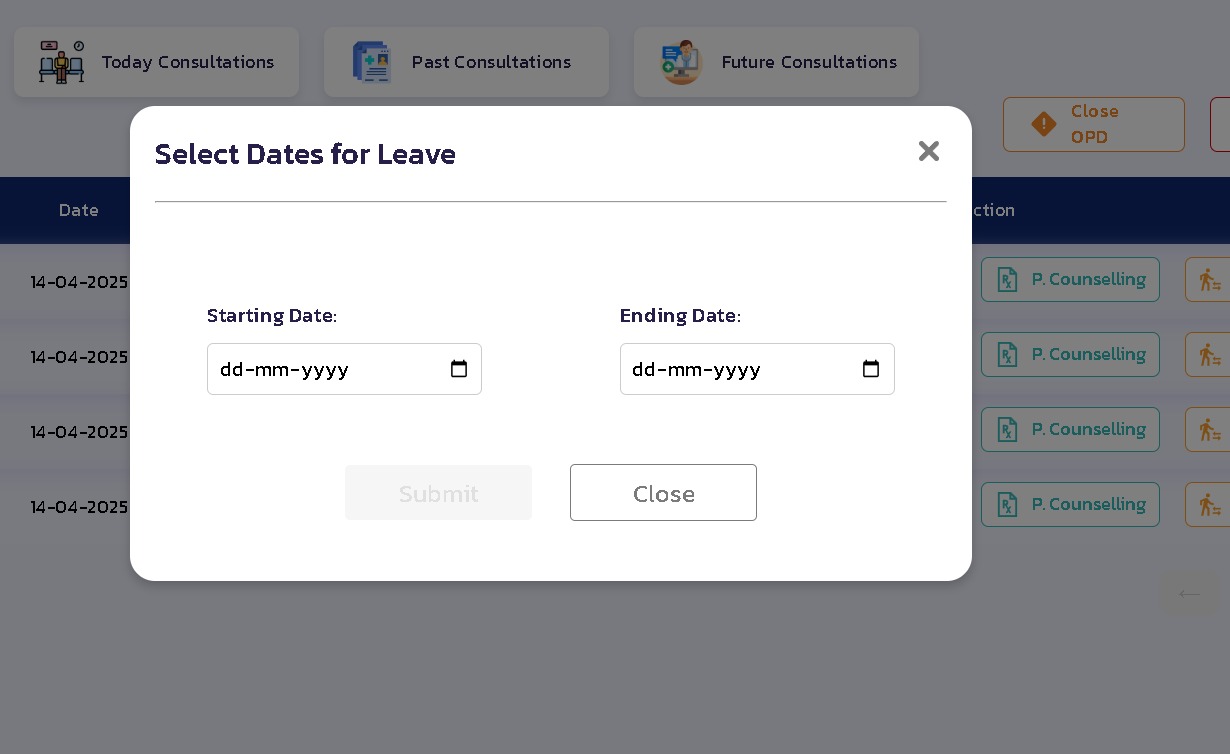 Today Consultations
Past Consultations
Future Consultations
Close
OPD
Select Dates for Leave
Date
ction
14-04-2025
P. Counselling
Starting Date:
Ending Date:
14-04-2025
P. Counselling
dd-mm-yyyy
dd-mm-yyyy
14-04-2025
P. Counselling
Submit
Close
14-04-2025
P. Counselling